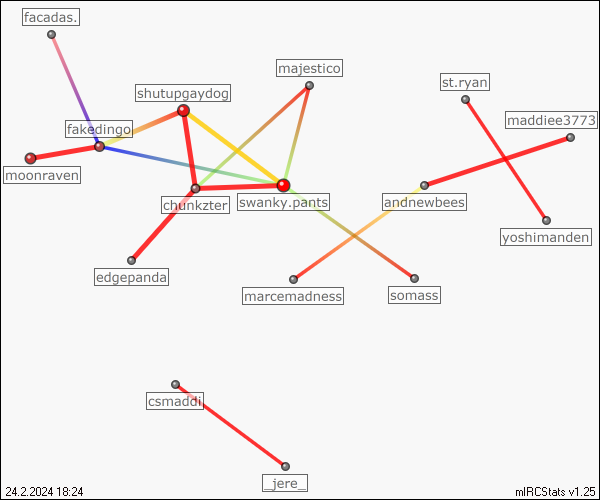 facadas.
majestico
st.ryan
shutupgaydog
maddiee3773
fakedingo
moonraven
chunkzter
swanky.pants
andnewbees
yoshimanden
edgepanda
marcemadness
somass
csmaddi
_jere_
24.2.2024 18:24
mIRCStats v1.25